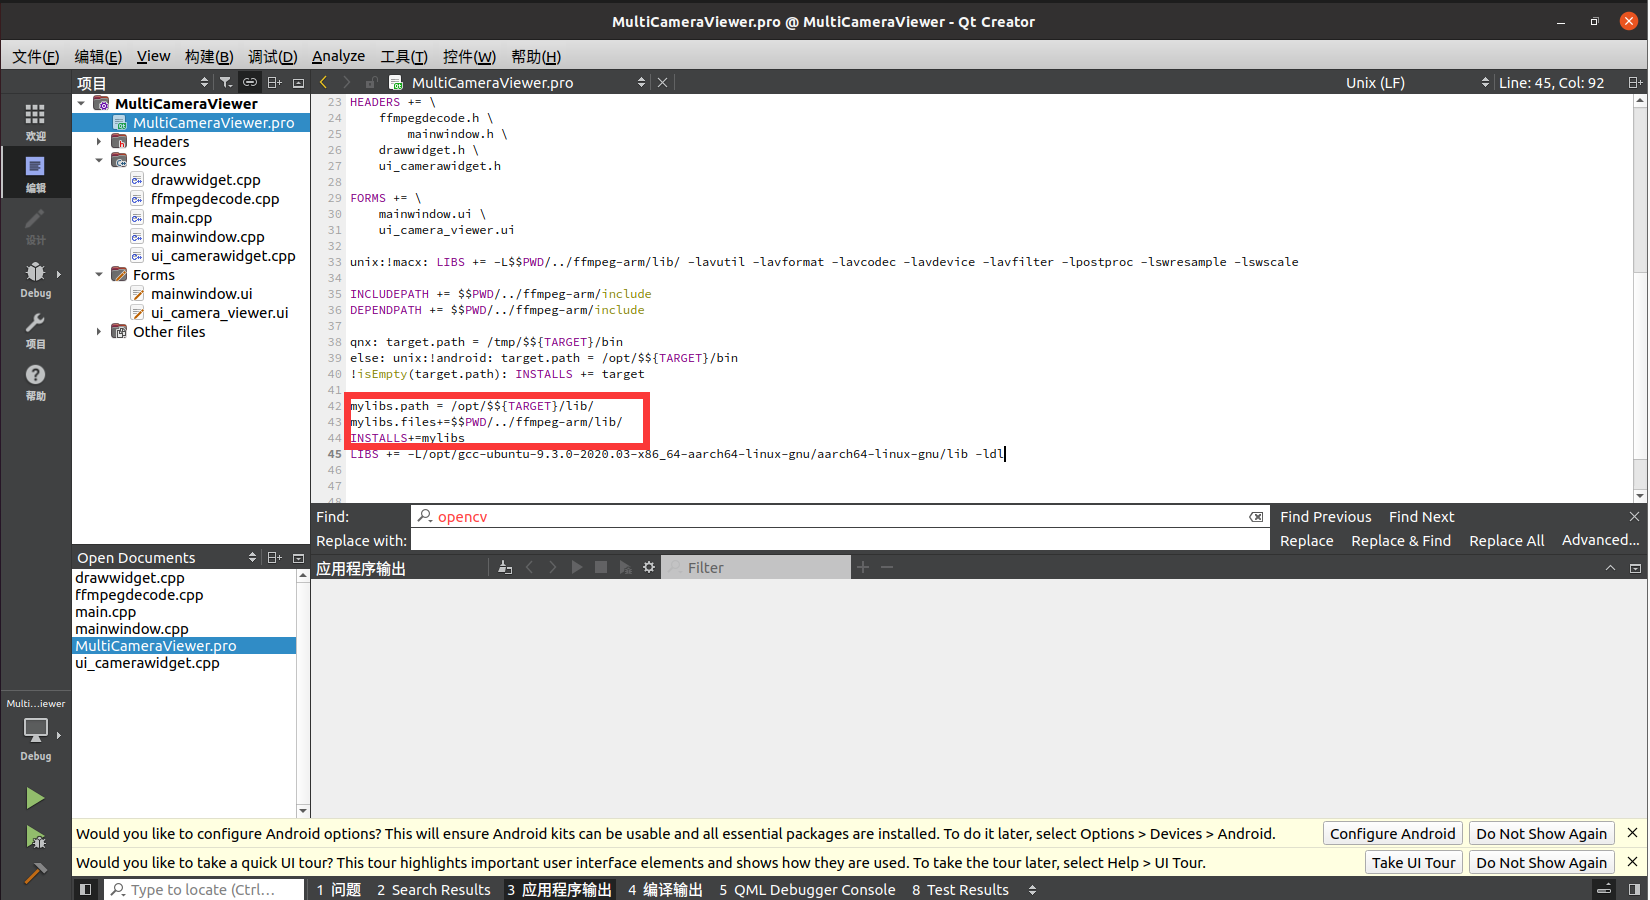 MultiCameraViewer.pro @ MultiCameraViewer - Qt Creator
文件(F) 编辑(E) View 构建(B) 调试(D) Analyze 工具(T) 控件(W) 帮助(H)
项目
MultiCameraViewer.pro
Unix (LF)
Line: 45, Col: 92
欢迎
编辑
设计
Debug
项目
帮助
MultiCameraViewer
MultiCameraViewer.pro
Headers
Sources
drawwidget.cpp
ffmpegdecode.cpp
main.cpp
mainwindow.cpp
ui_camerawidget.cpp
Forms
mainwindow.ui
ui_camera_viewer.ui
Other files
23 HEADERS += \
24 ffmpegdecode.h \
25 mainwindow.h \
26 drawwidget.h \
27 ui_camerawidget.h
28
29 FORMS += \
30 mainwindow.ui \
31 ui_camera_viewer.ui
32
33 unix:!macx: LIBS += -L$$PWD/../ffmpeg-arm/lib/ -lavutil -lavformat -lavcodec -lavdevice -lavfilter -lpostproc -lswresample -lswscale
34
35 INCLUDEPATH += $$PWD/../ffmpeg-arm/include
36 DEPENDPATH += $$PWD/../ffmpeg-arm/include
37
38 qnx: target.path = /tmp/$${TARGET}/bin
39 else: unix:!android: target.path = /opt/$${TARGET}/bin
40 !isEmpty(target.path): INSTALLS += target
41
42 mylibs.path = /opt/$${TARGET}/lib/
43 mylibs.files+=$$PWD/../ffmpeg-arm/lib/
44 INSTALLS+=mylibs
45 LIBS += -L/opt/gcc-ubuntu-9.3.0-2020.03-x86_64-aarch64-linux-gnu/aarch64-linux-gnu/lib -ldl
46
47
48
Find: opencv Find Previous Find Next
Replace with: Replace Replace & Find Replace All Advanced...
应用程序输出 Filter
Open Documents
drawwidget.cpp
ffmpegdecode.cpp
main.cpp
mainwindow.cpp
MultiCameraViewer.pro
ui_camerawidget.cpp
Multi...iewer
Debug
Would you like to configure Android options? This will ensure Android kits can be usable and all essential packages are installed. To do it later, select Options > Devices > Android. Configure Android Do Not Show Again
Would you like to take a quick UI tour? This tour highlights important user interface elements and shows how they are used. To take the tour later, select Help > UI Tour. Take UI Tour Do Not Show Again
Type to locate (Ctrl... 1 问题 2 Search Results 3 应用程序输出 4 编译输出 5 QML Debugger Console 8 Test Results